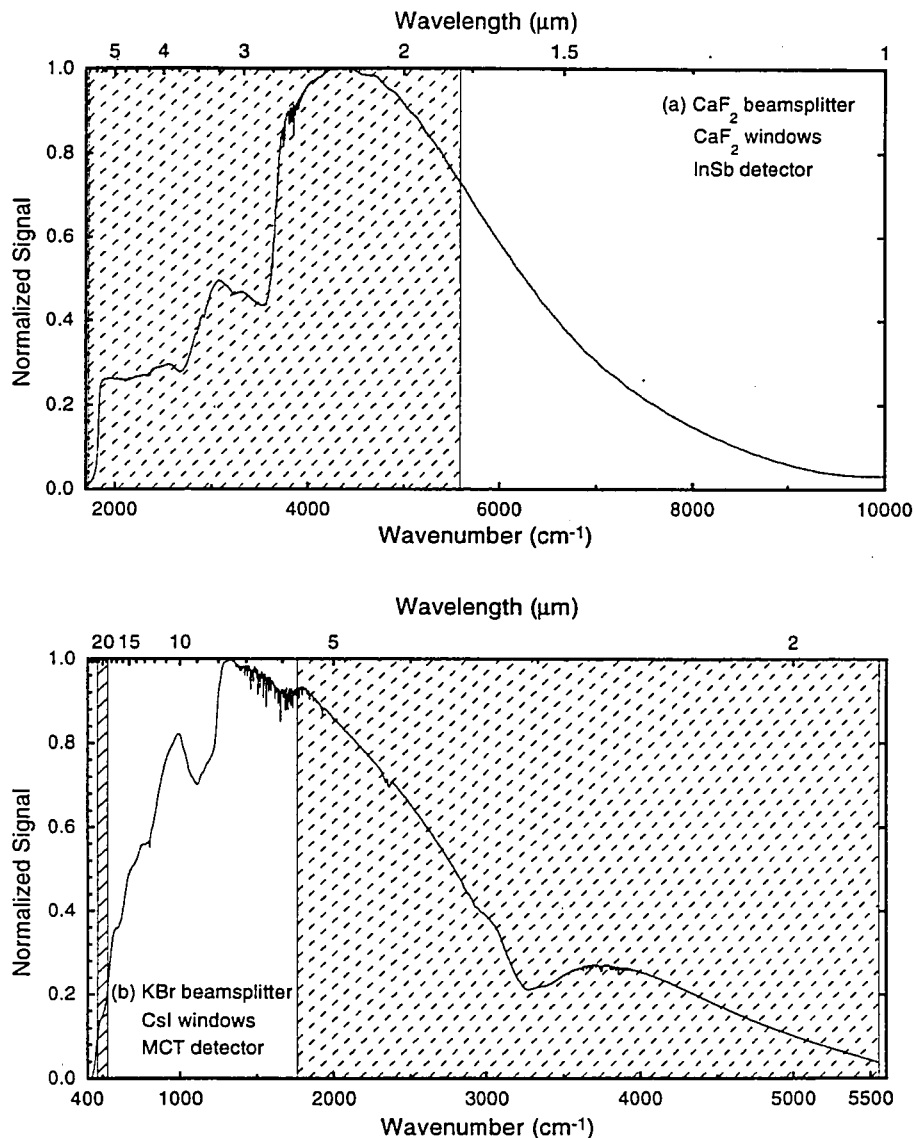 Wavelength (μm)
5 4 3 2 1.5 1
1.0
0.8
0.6
0.4
0.2
0.0
Normalized Signal
(a) CaF2 beamsplitter
CaF2 windows
InSb detector
2000 4000 6000 8000 10000
Wavenumber (cm-1)
Wavelength (μm)
20 15 10 5 2
1.0
0.8
0.6
0.4
0.2
0.0
Normalized Signal
(b) KBr beamsplitter
CsI windows
MCT detector
400 1000 2000 3000 4000 5000 5500
Wavenumber (cm-1)